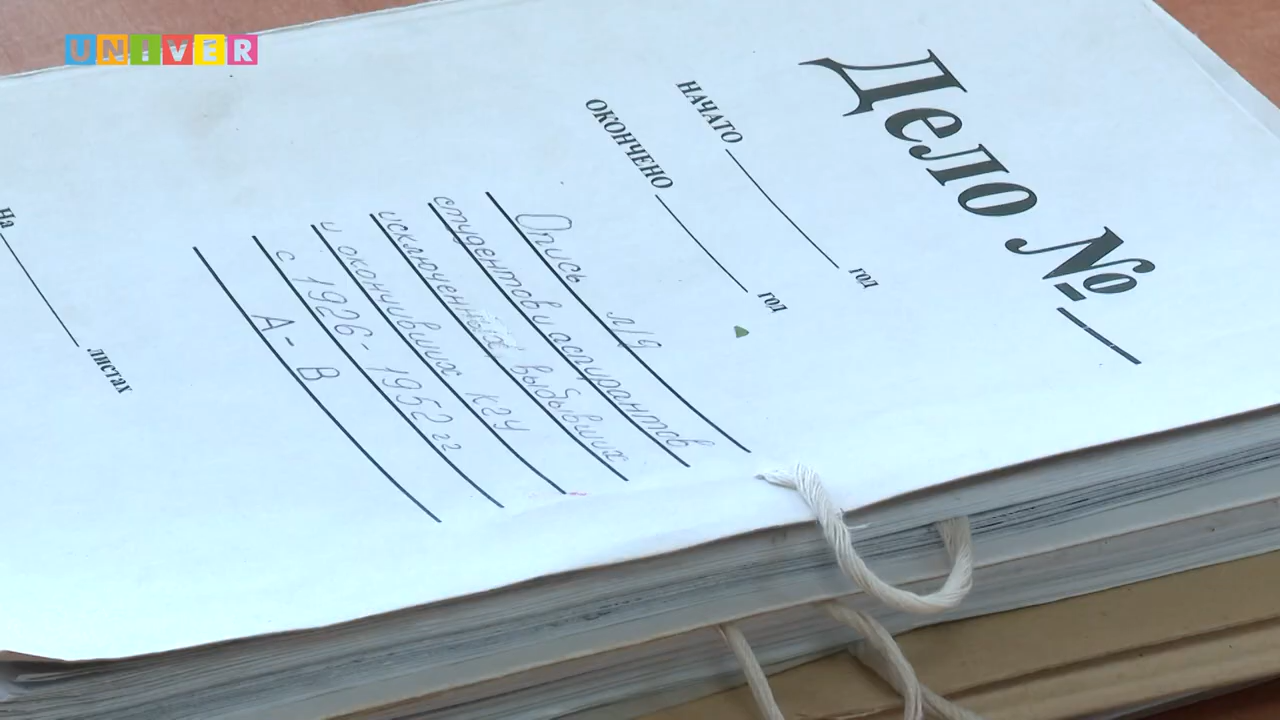 UNIVER
Дело №
НАЧАТО год
ОКОНЧЕНО год
Опись л/д
студентов и аспирантов
исключенных, выбывших
и окончивших КГУ
с 1926-1952 гг
А - В
На листах